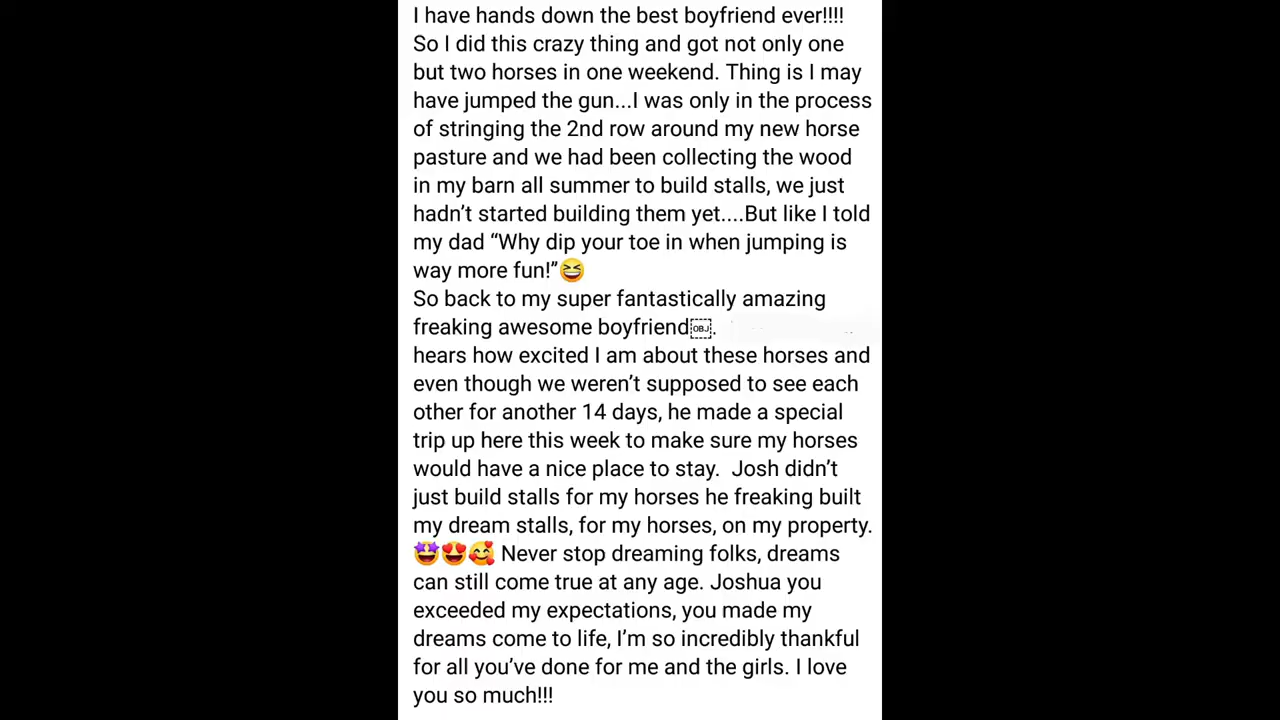 I have hands down the best boyfriend ever!!!!
So I did this crazy thing and got not only one
but two horses in one weekend. Thing is I may
have jumped the gun...I was only in the process
of stringing the 2nd row around my new horse
pasture and we had been collecting the wood
in my barn all summer to build stalls, we just
hadn’t started building them yet....But like I told
my dad “Why dip your toe in when jumping is
way more fun!”😆
So back to my super fantastically amazing
freaking awesome boyfriend￼.
hears how excited I am about these horses and
even though we weren’t supposed to see each
other for another 14 days, he made a special
trip up here this week to make sure my horses
would have a nice place to stay.  Josh didn’t
just build stalls for my horses he freaking built
my dream stalls, for my horses, on my property.
🤩😍🥰 Never stop dreaming folks, dreams
can still come true at any age. Joshua you
exceeded my expectations, you made my
dreams come to life, I’m so incredibly thankful
for all you’ve done for me and the girls. I love
you so much!!!